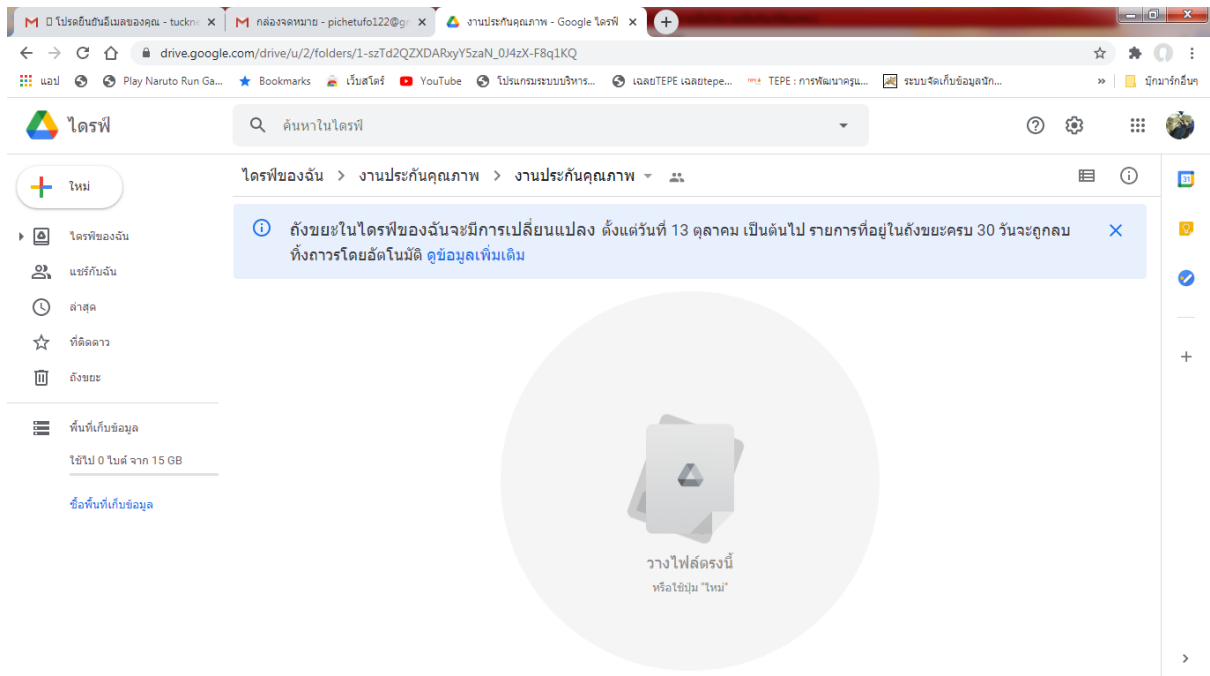 โปรดยืนยันอีเมลของคุณ - tuckne
กล่องจดหมาย - pichetufo122@gr
งานประกันคุณภาพ - Google ไดรฟ์
drive.google.com/drive/u/2/folders/1-szTd2QZXDARxyY5zaN_0J4zX-F8q1KQ
แอป
Play Naruto Run Ga...
Bookmarks
เว็บสโตร์
YouTube
โปรแกรมระบบบริหาร...
เฉลยTEPE เฉลยtepe...
TEPE : การพัฒนาครูแ...
ระบบจัดเก็บข้อมูลนัก...
»
บุ๊กมาร์กอื่นๆ
ไดรฟ์
ค้นหาในไดรฟ์
ใหม่
ไดรฟ์ของฉัน > งานประกันคุณภาพ > งานประกันคุณภาพ
ถังขยะในไดรฟ์ของฉันจะมีการเปลี่ยนแปลง ตั้งแต่วันที่ 13 ตุลาคม เป็นต้นไป รายการที่อยู่ในถังขยะครบ 30 วันจะถูกลบ
ทิ้งถาวรโดยอัตโนมัติ ดูข้อมูลเพิ่มเติม
ไดรฟ์ของฉัน
แชร์กับฉัน
ล่าสุด
ที่ติดดาว
ถังขยะ
พื้นที่เก็บข้อมูล
ใช้ไป 0 ไบต์ จาก 15 GB
ซื้อพื้นที่เก็บข้อมูล
วางไฟล์ตรงนี้
หรือใช้ปุ่ม "ใหม่"
31